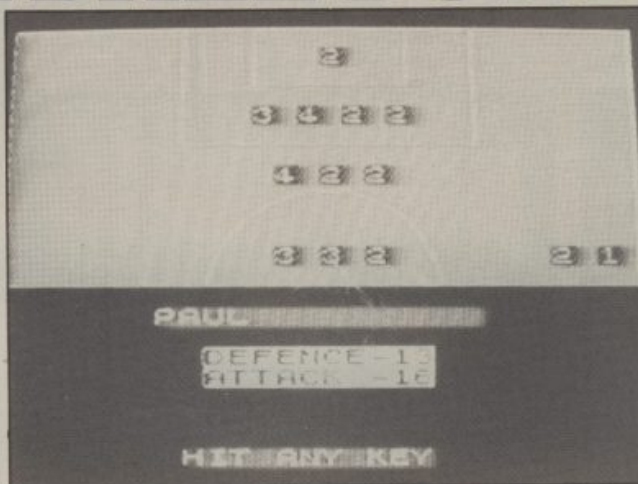 2
3 4 2 2
4 2 2
3 3 2 2 1
PAUL
DEFENCE-13
ATTACK -16
HIT ANY KEY